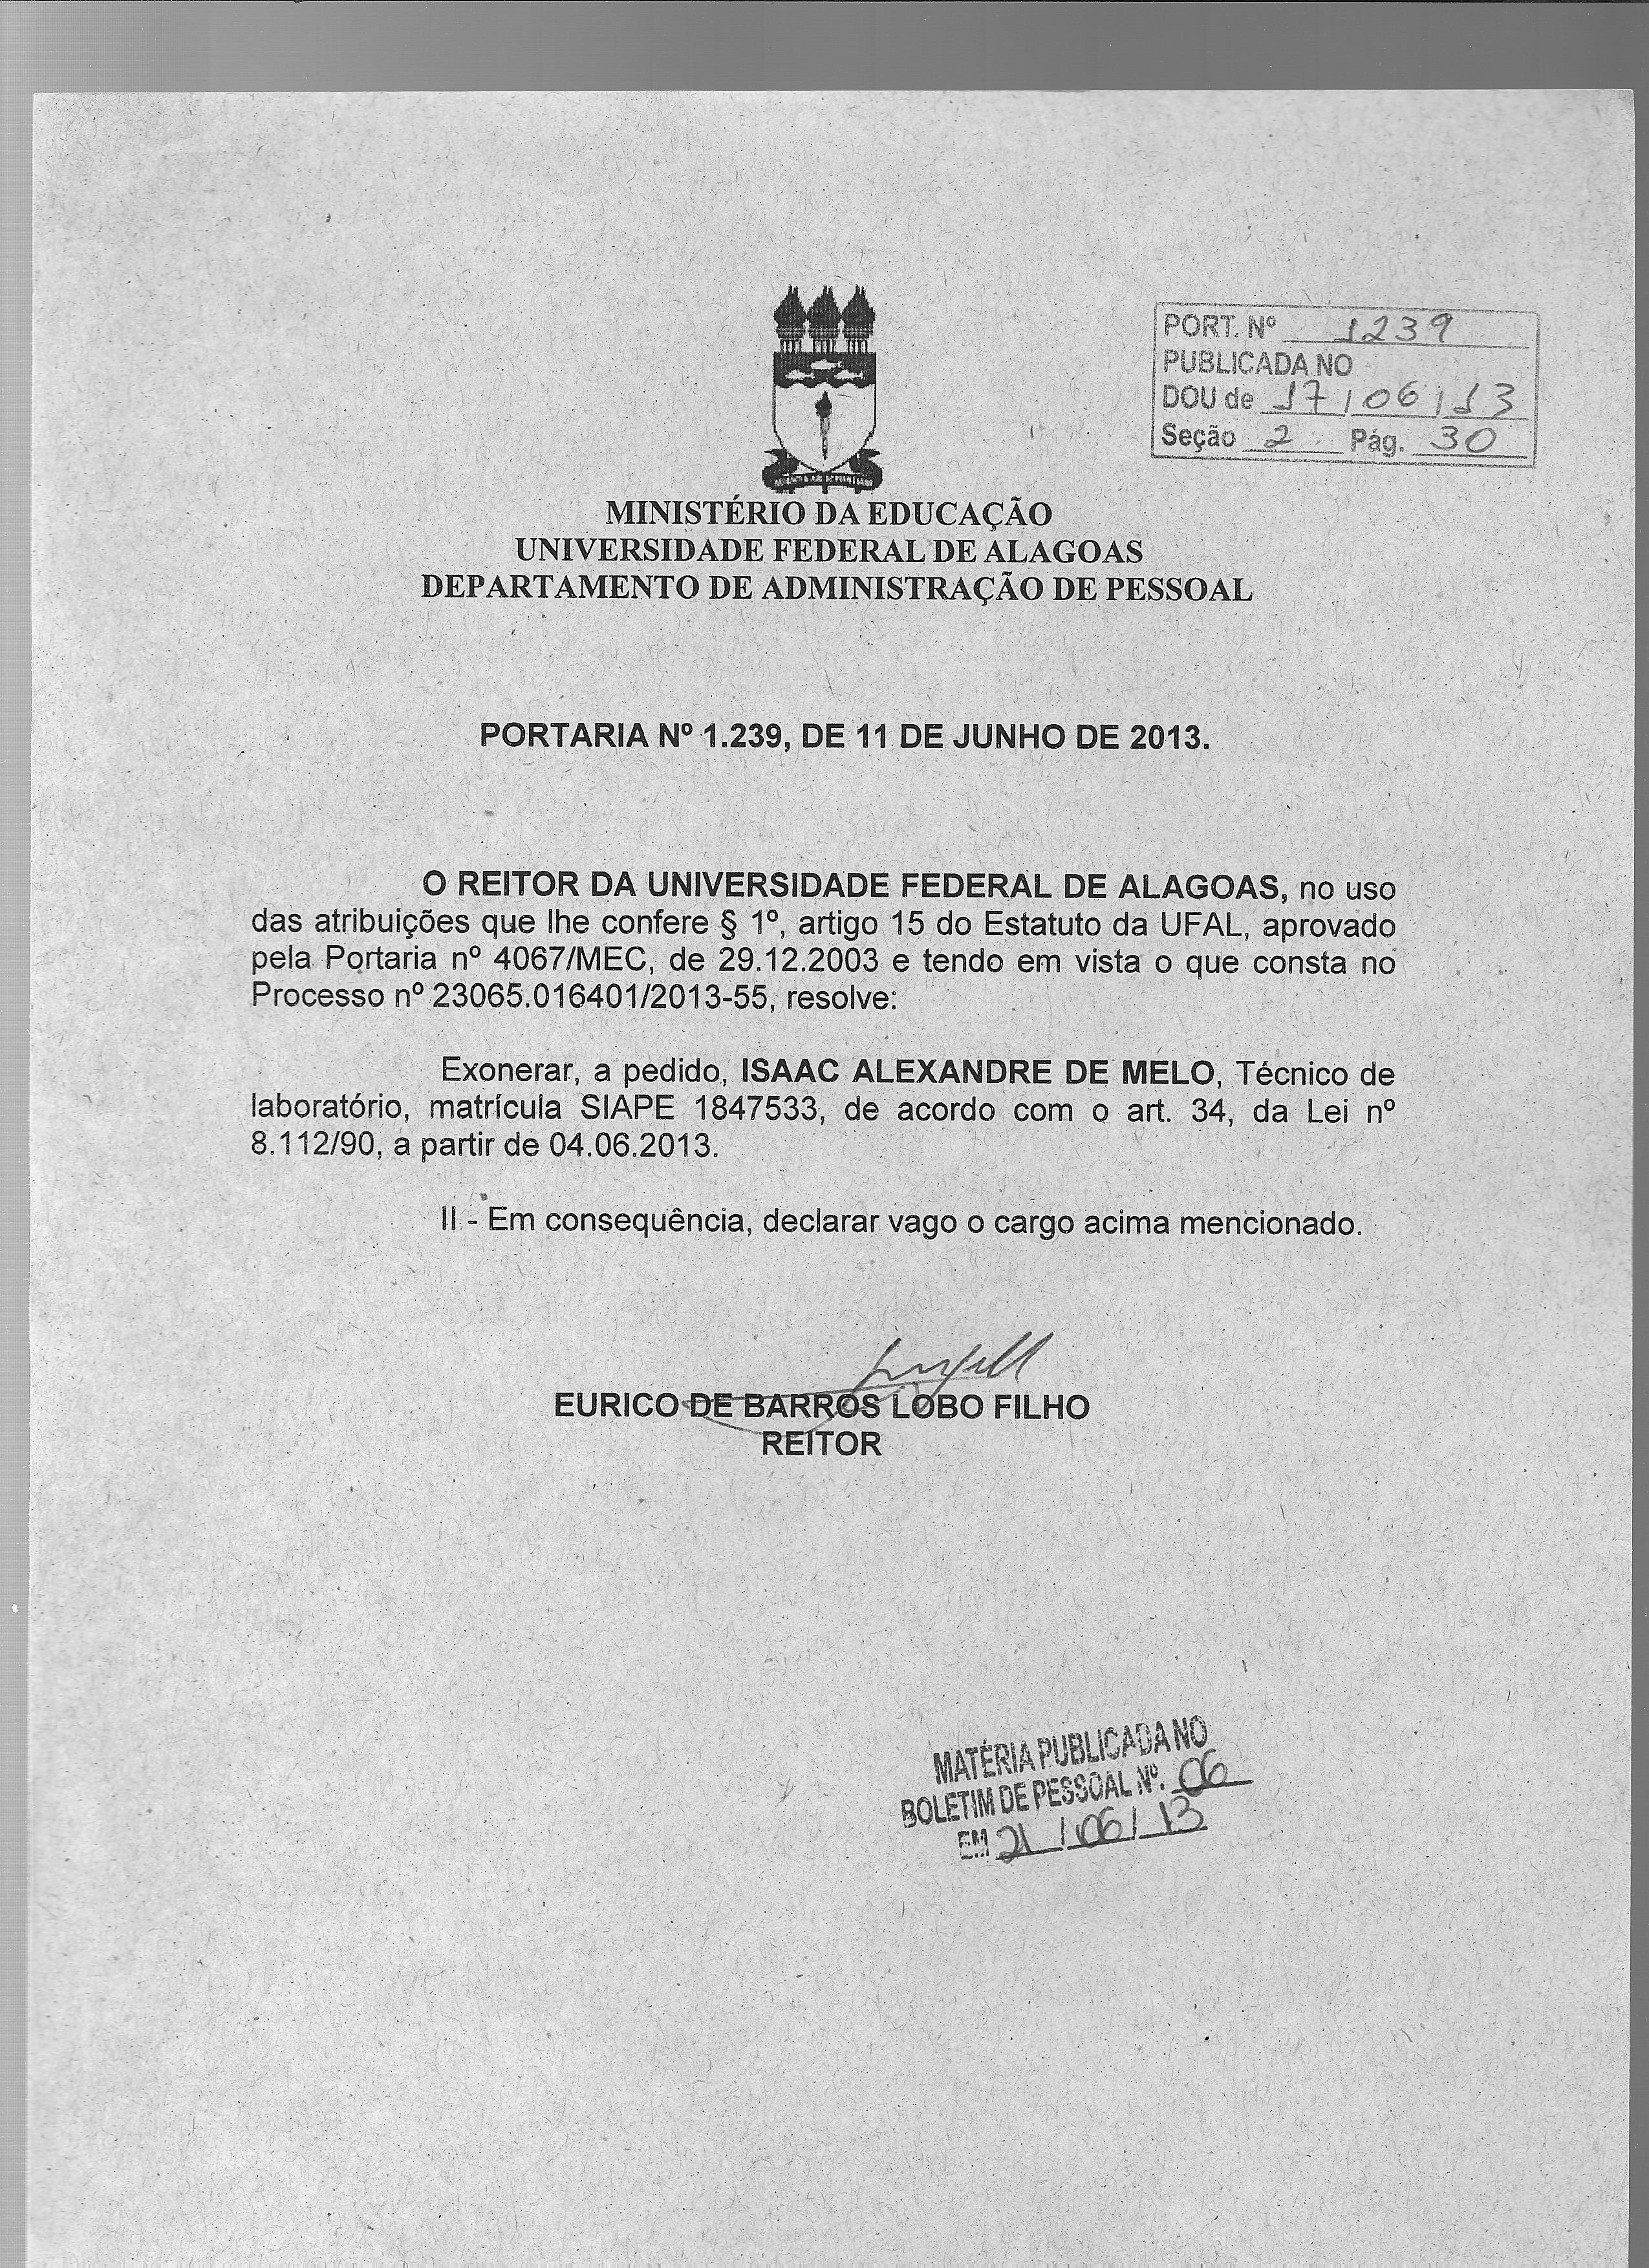 PORT. Nº 1239
PUBLICADA NO
DOU de 17/06/13
Seção 2 Pág. 30
MINISTÉRIO DA EDUCAÇÃO
UNIVERSIDADE FEDERAL DE ALAGOAS
DEPARTAMENTO DE ADMINISTRAÇÃO DE PESSOAL
PORTARIA Nº 1.239, DE 11 DE JUNHO DE 2013.
O REITOR DA UNIVERSIDADE FEDERAL DE ALAGOAS, no uso
das atribuições que lhe confere § 1º, artigo 15 do Estatuto da UFAL, aprovado
pela Portaria nº 4067/MEC, de 29.12.2003 e tendo em vista o que consta no
Processo nº 23065.016401/2013-55, resolve:
Exonerar, a pedido, ISAAC ALEXANDRE DE MELO, Técnico de
laboratório, matrícula SIAPE 1847533, de acordo com o art. 34, da Lei nº
8.112/90, a partir de 04.06.2013.
II - Em consequência, declarar vago o cargo acima mencionado.
EURICO DE BARROS LOBO FILHO
REITOR
MATÉRIA PUBLICADA NO
BOLETIM DE PESSOAL Nº. 06
EM 21/06/13